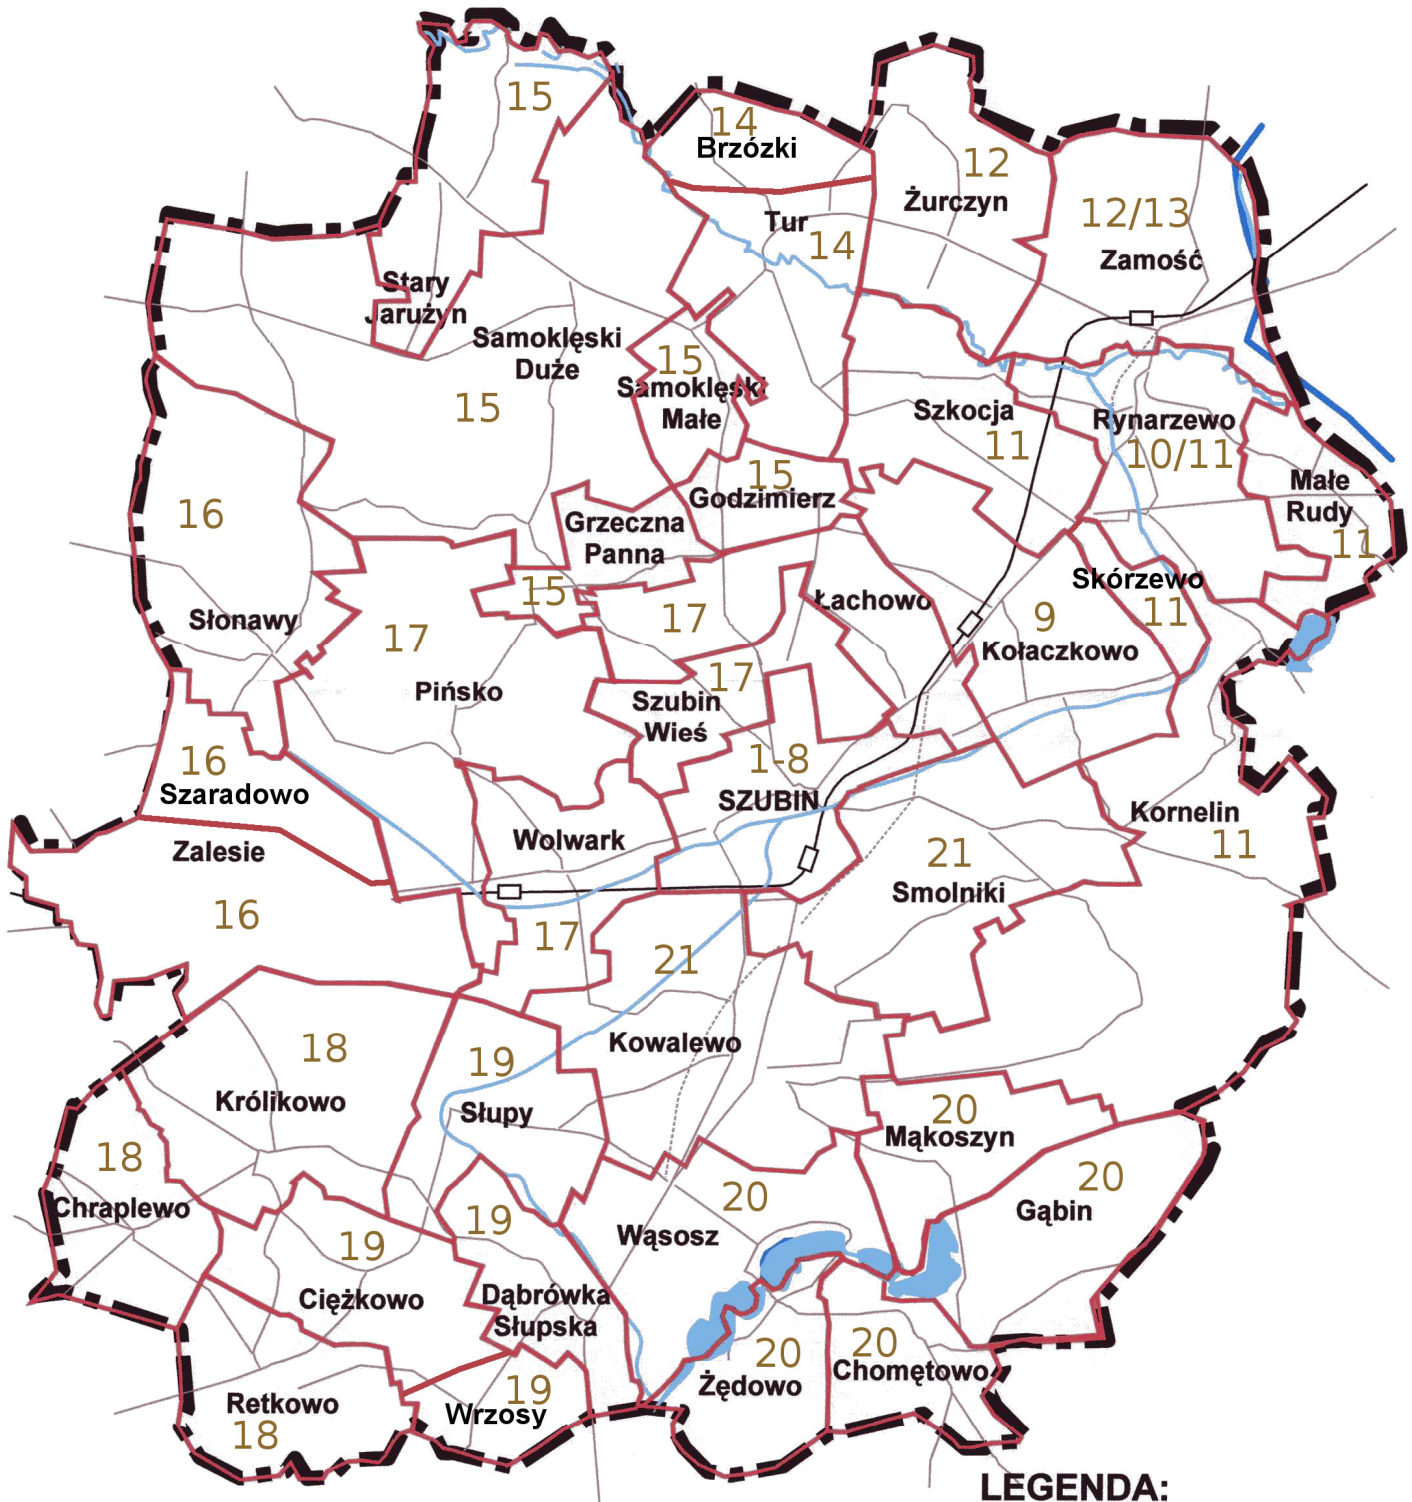 15
14
Brzózki
12
Żurczyn
12/13
Zamość
Tur
14
Stary
Jarużyn
Samoklęski
Duże
15
15
Samoklęski
Małe
Szkocja
11
Rynarzewo
10/11
Małe
Rudy
11
15
Godzimierz
16
Słonawy
Grzeczna
Panna
15
17
Łachowo
9
Kołaczkowo
Skórzewo
11
17
Pińsko
17
Szubin
Wieś
1-8
SZUBIN
16
Szaradowo
Zalesie
16
Wolwark
17
21
Smolniki
Kornelin
11
21
Kowalewo
18
Królikowo
19
Słupy
20
Mąkoszyn
20
Gąbin
18
Chraplewo
19
Ciężkowo
19
Dąbrówka
Słupska
20
Wąsosz
20
Żędowo
20
Chomętowo
Retkowo
18
19
Wrzosy
LEGENDA: